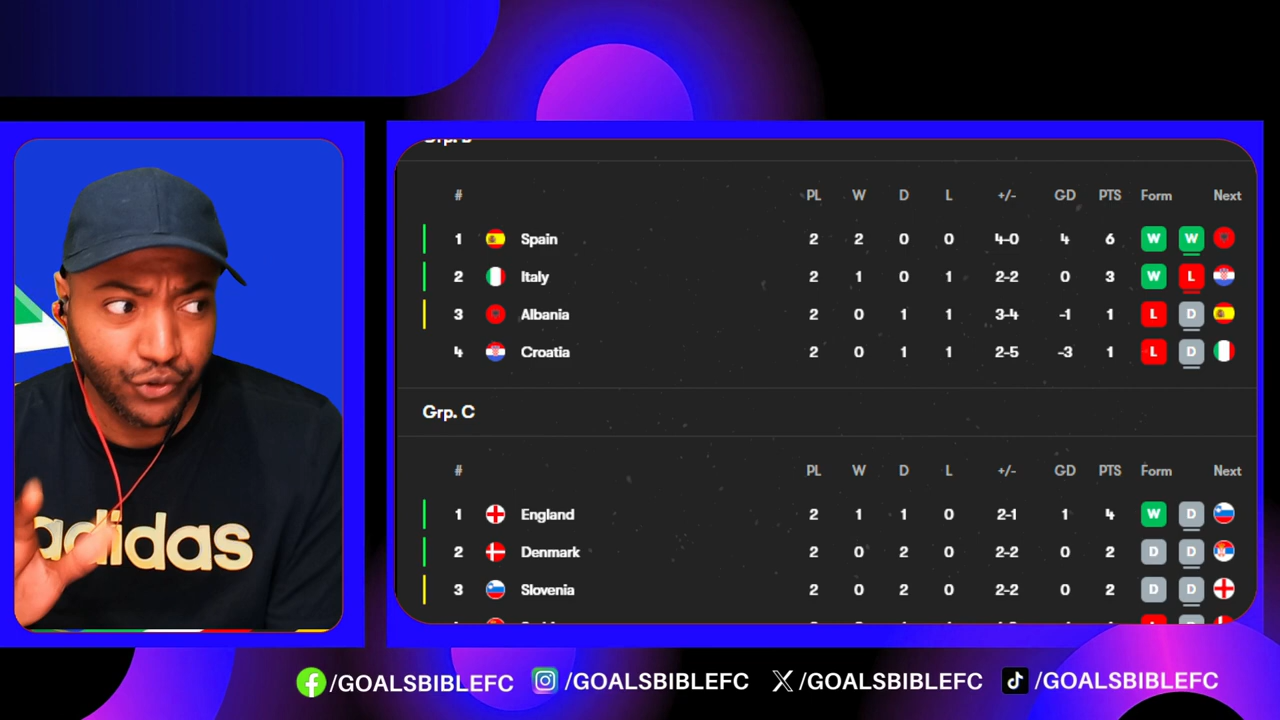 Grp. B
# PL W D L +/- GD PTS Form Next
1 Spain 2 2 0 0 4-0 4 6 W W
2 Italy 2 1 0 1 2-2 0 3 W L
3 Albania 2 0 1 1 3-4 -1 1 L D
4 Croatia 2 0 1 1 2-5 -3 1 L D
Grp. C
# PL W D L +/- GD PTS Form Next
1 England 2 1 1 0 2-1 1 4 W D
2 Denmark 2 0 2 0 2-2 0 2 D D
3 Slovenia 2 0 2 0 2-2 0 2 D D
adidas
/GOALSBIBLEFC /GOALSBIBLEFC /GOALSBIBLEFC /GOALSBIBLEFC